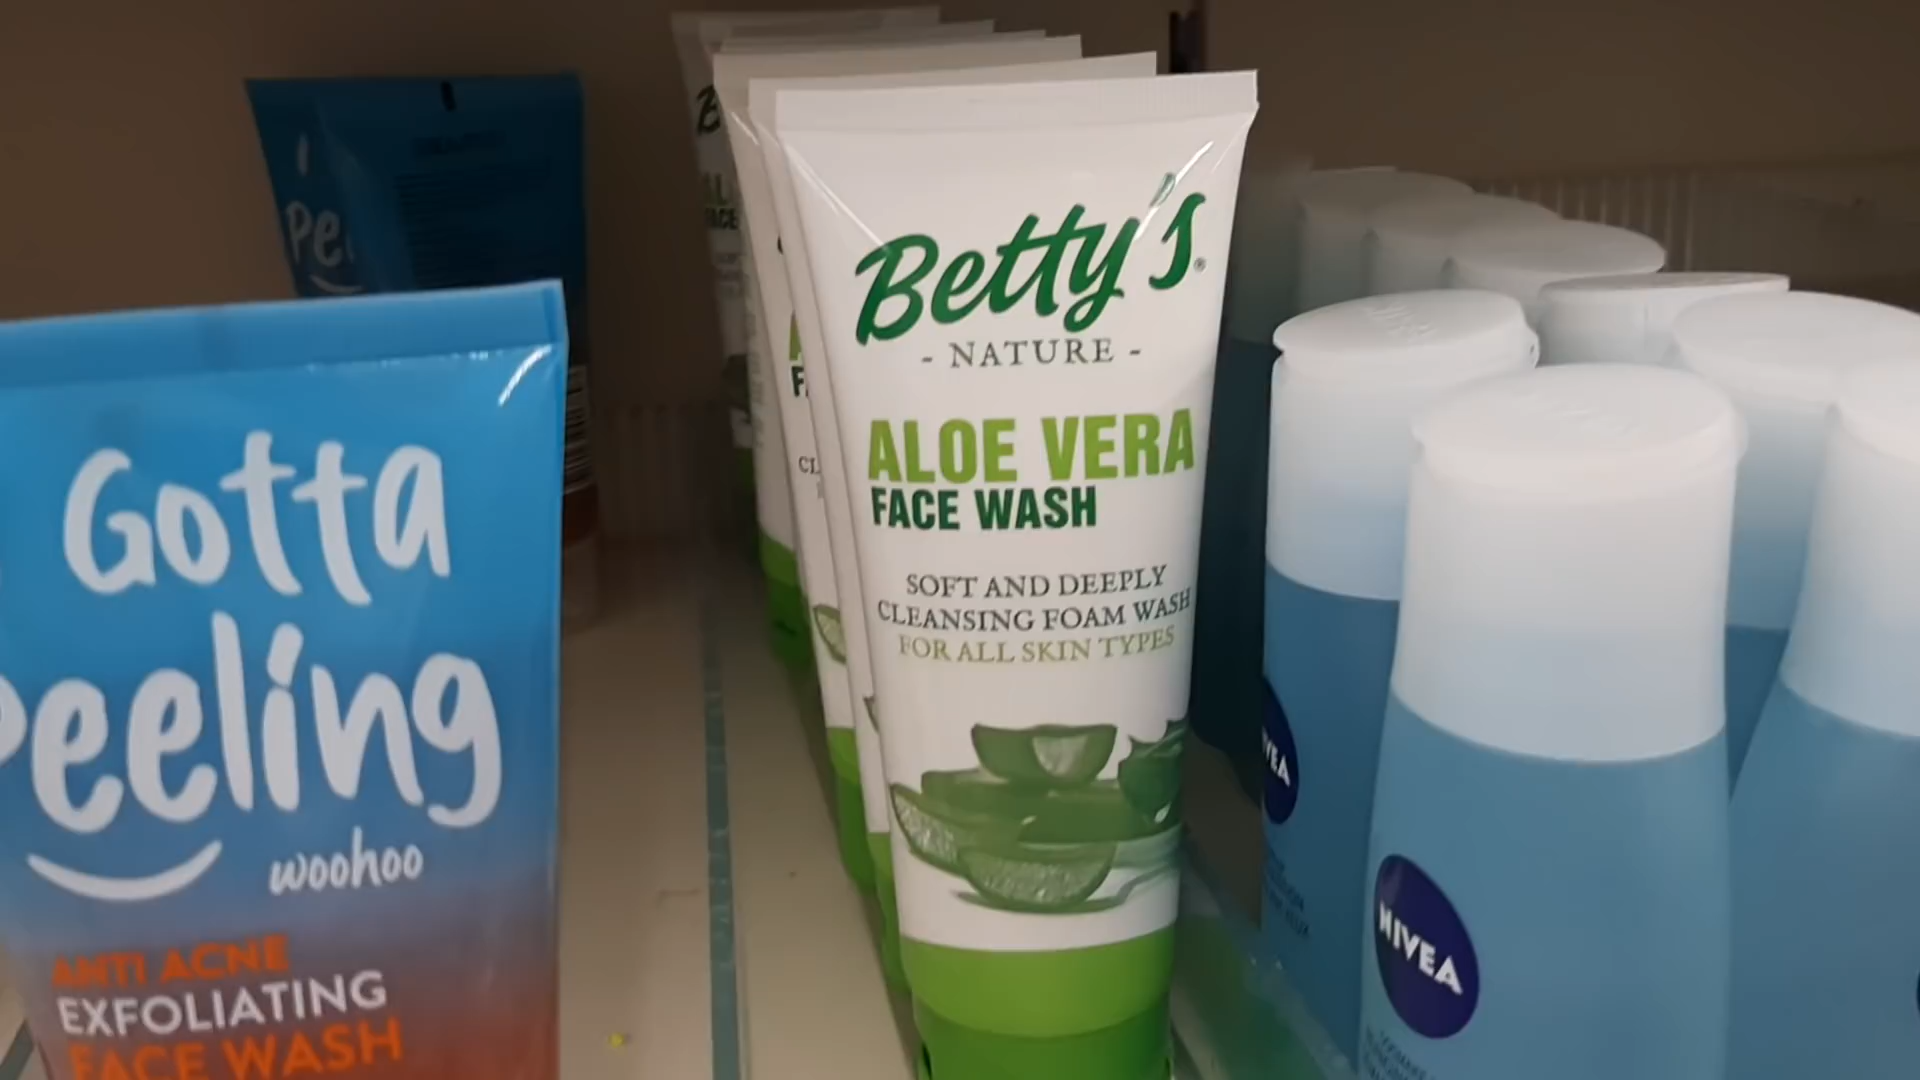 Gotta
Peeling
woohoo
ANTI ACNE
EXFOLIATING
FACE WASH
Betty's®
- NATURE -
ALOE VERA
FACE WASH
SOFT AND DEEPLY
CLEANSING FOAM WASH
FOR ALL SKIN TYPES
NIVEA